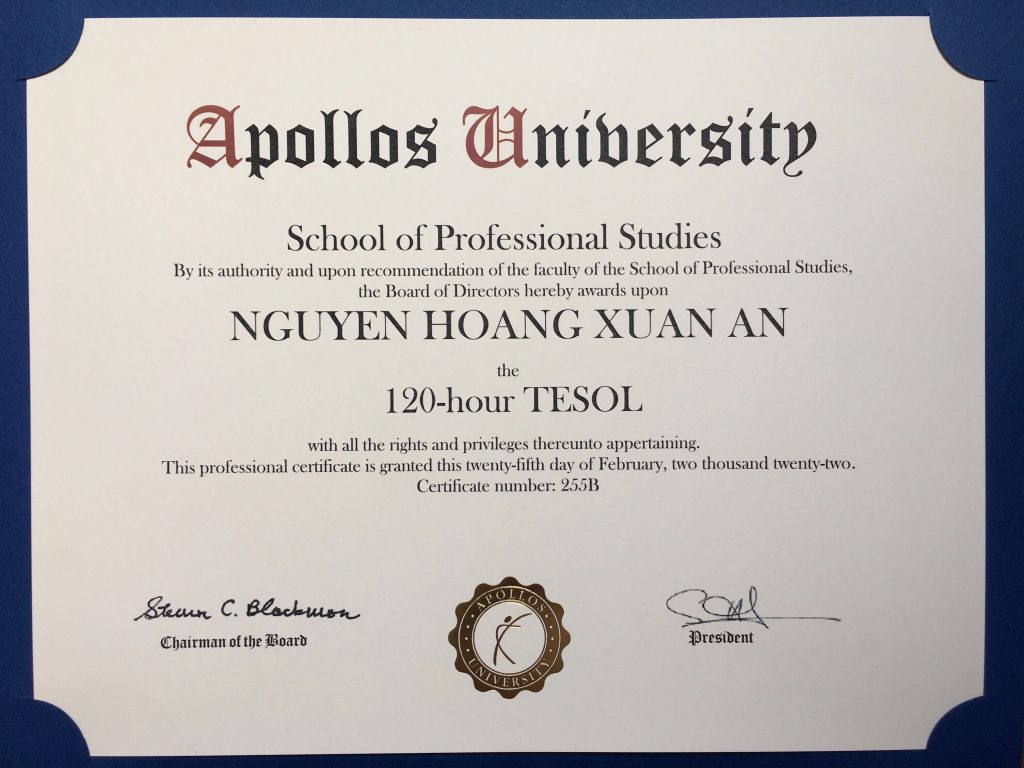 Apollos University
School of Professional Studies
By its authority and upon recommendation of the faculty of the School of Professional Studies,
the Board of Directors hereby awards upon
NGUYEN HOANG XUAN AN
the
120-hour TESOL
with all the rights and privileges thereunto appertaining.
This professional certificate is granted this twenty-fifth day of February, two thousand twenty-two.
Certificate number: 255B
C. Blackmon
Chairman of the Board
APOLLOS
UNIVERSITY
President